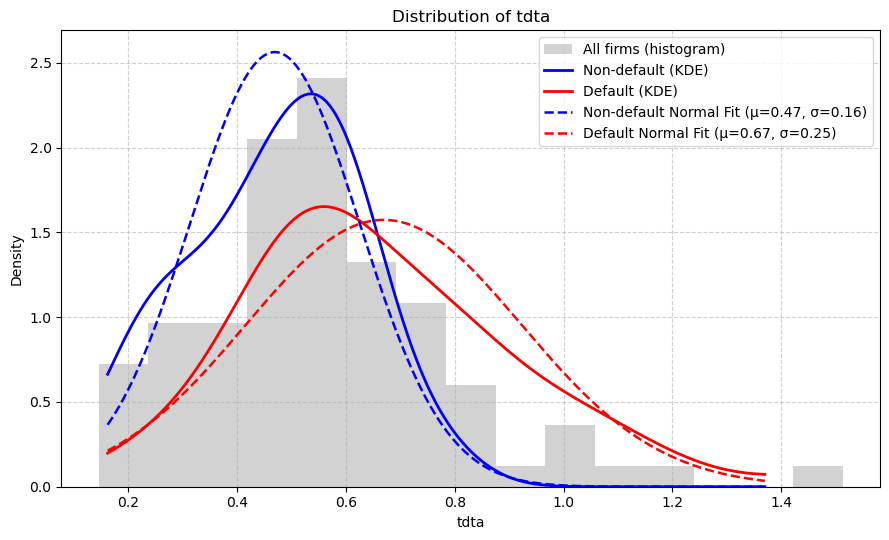 Distribution of tdta
All firms (histogram)
Non-default (KDE)
Default (KDE)
Non-default Normal Fit (μ=0.47, σ=0.16)
Default Normal Fit (μ=0.67, σ=0.25)
Density
2.5
2.0
1.5
1.0
0.5
0.0
0.2 0.4 0.6 0.8 1.0 1.2 1.4
tdta